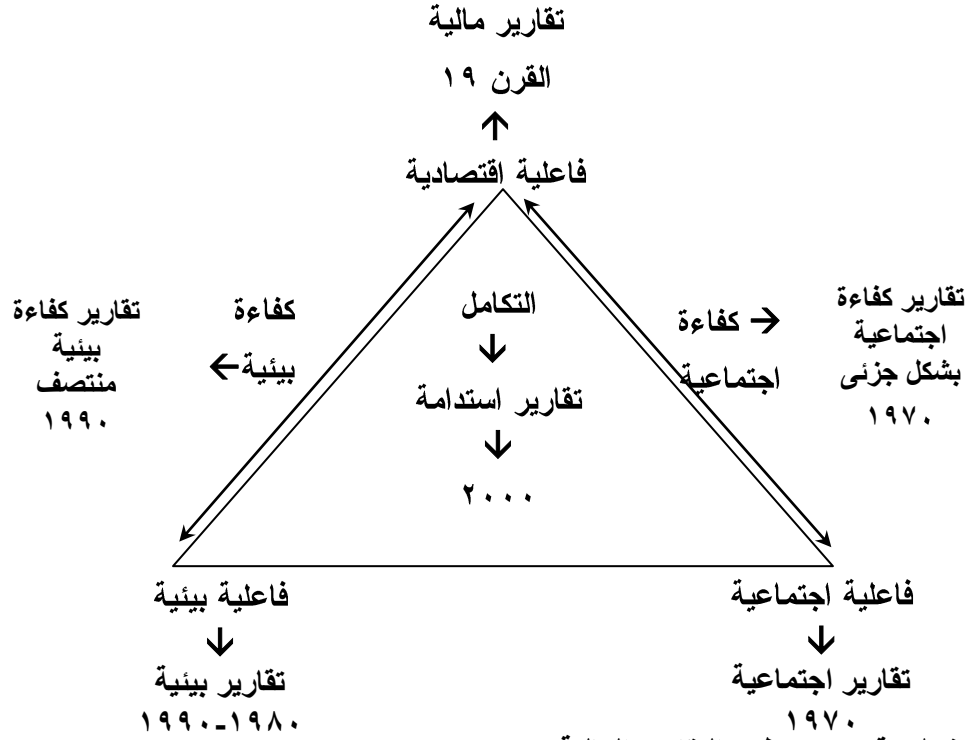 تقارير مالية
القرن ١٩
↑
فاعلية اقتصادية
تقارير كفاءة
اجتماعية
بشكل جزئى
١٩٧٠
→ كفاءة
اجتماعية
التكامل
↓
تقارير استدامة
↓
٢٠٠٠
كفاءة
بيئية←
تقارير كفاءة
بيئية
منتصف
١٩٩٠
فاعلية اجتماعية
↓
تقارير اجتماعية
١٩٧٠
فاعلية بيئية
↓
تقارير بيئية
١٩٨٠-١٩٩٠